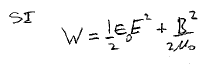 SI
W = 1/2 ε₀E² + B²/2μ₀